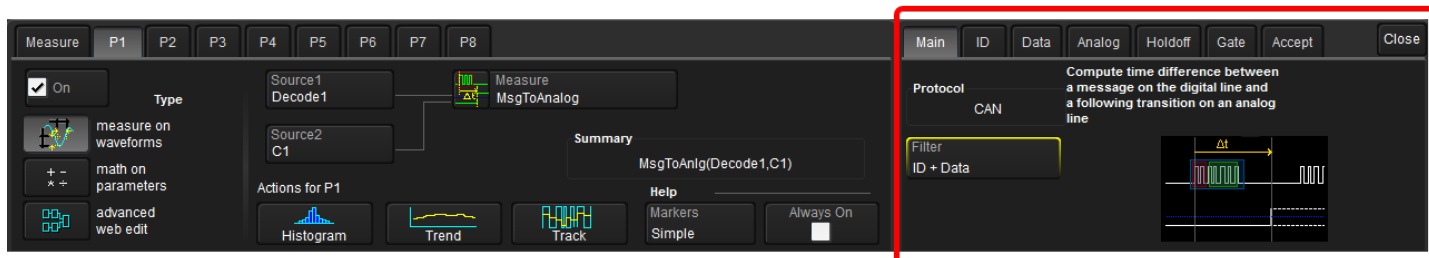 Measure P1 P2 P3 P4 P5 P6 P7 P8
On
Type
measure on
waveforms
+ -
* ÷
math on
parameters
advanced
web edit
Source1
Decode1
Source2
C1
Δt
Measure
MsgToAnalog
Summary
MsgToAnlg(Decode1,C1)
Actions for P1
Histogram
Trend
Track
Help
Markers
Simple
Always On
Main ID Data Analog Holdoff Gate Accept Close
Protocol
CAN
Compute time difference between
a message on the digital line and
a following transition on an analog
line
Filter
ID + Data
Δt